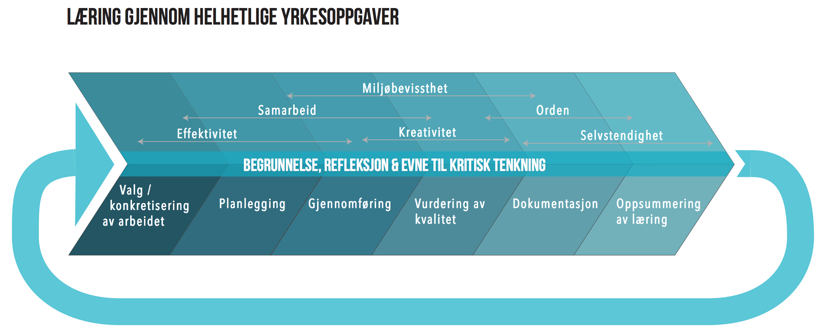 LÆRING GJENNOM HELHETLIGE YRKESOPPGAVER
Miljøbevissthet
Samarbeid
Orden
Effektivitet
Kreativitet
Selvstendighet
BEGRUNNELSE, REFLEKSJON & EVNE TIL KRITISK TENKNING
Valg /
konkretisering
av arbeidet
Planlegging
Gjennomføring
Vurdering av
kvalitet
Dokumentasjon
Oppsummering
av læring